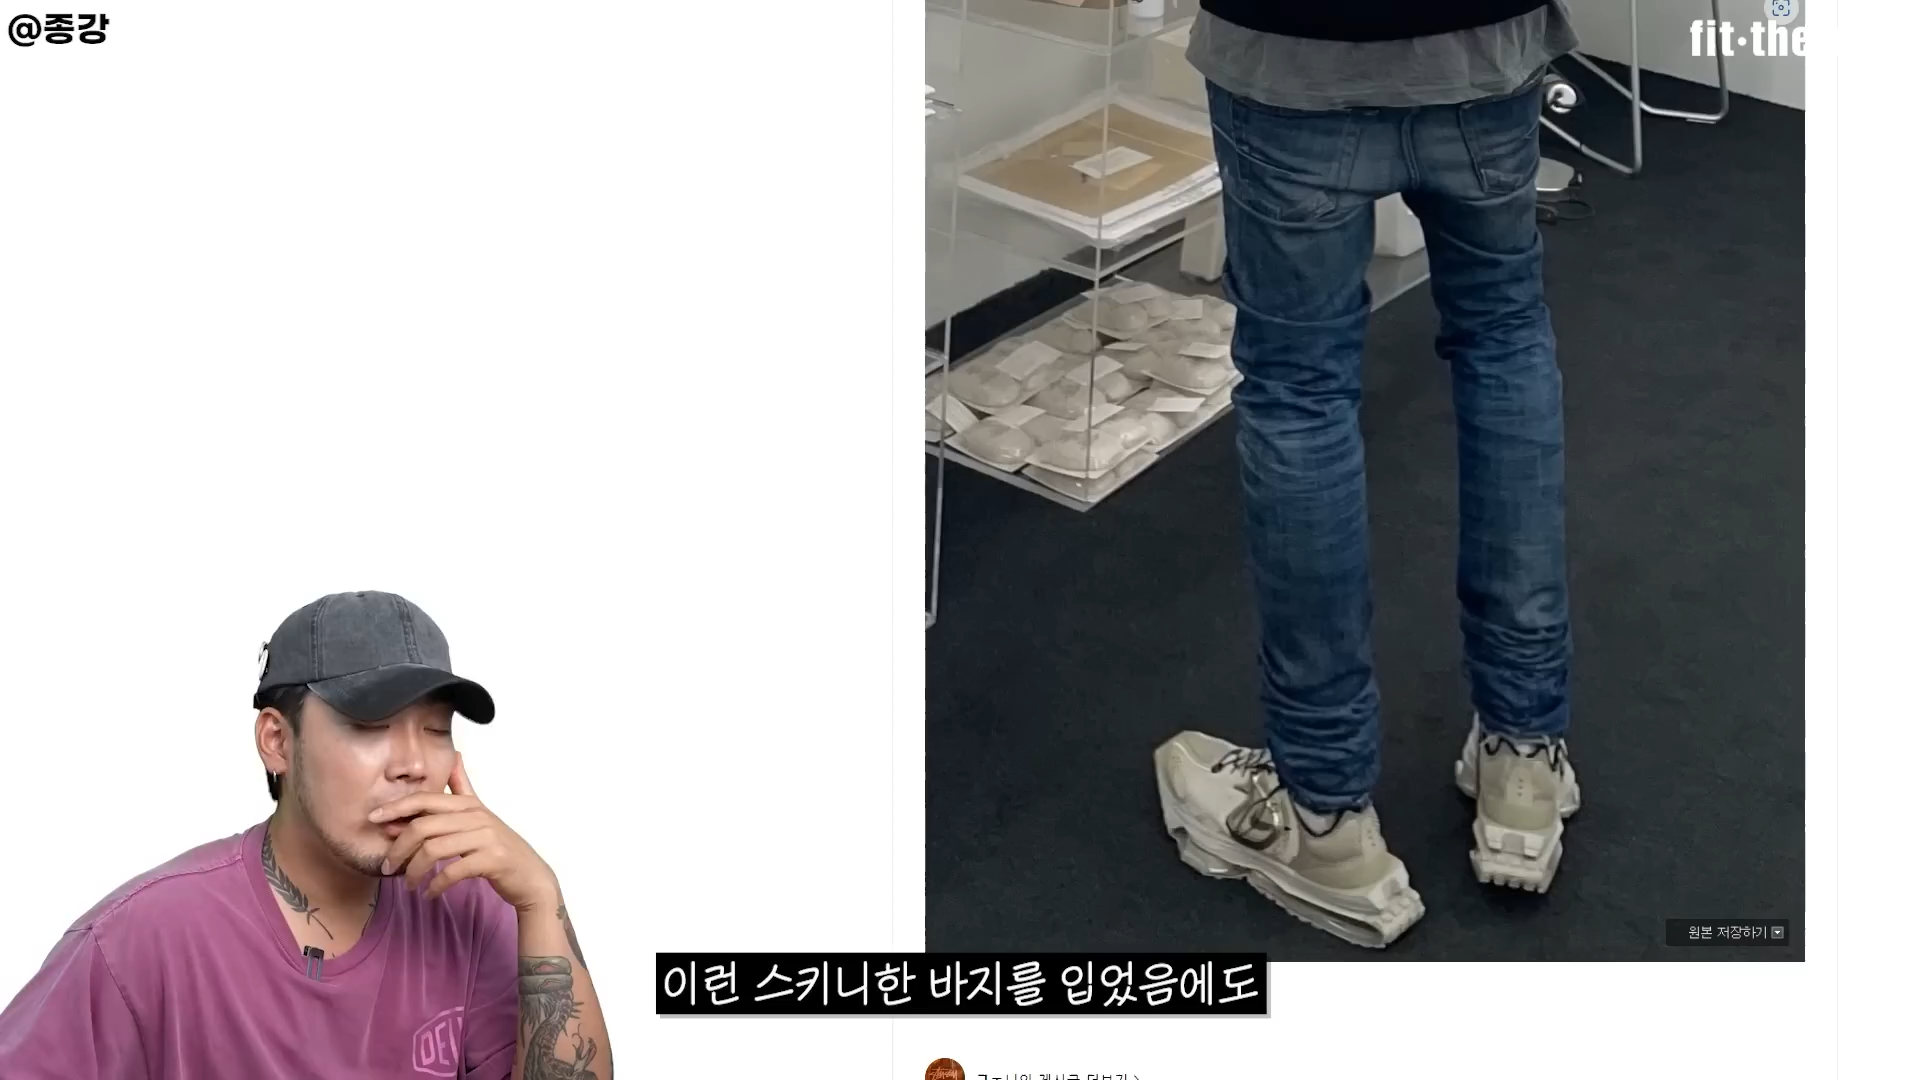 @종강
fit·the
원본 저장하기
이런 스키니한 바지를 입었음에도